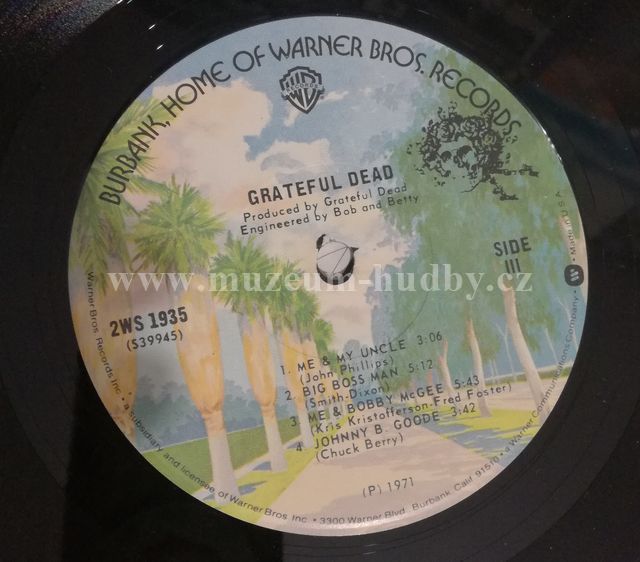 BURBANK, HOME OF WARNER BROS. RECORDS
GRATEFUL DEAD
Produced by Grateful Dead
Engineered by Bob and Betty
SIDE
III
www.muzeum-hudby.cz
2WS 1935
(S39945)
1. ME & MY UNCLE 3:06
(John Phillips)
2. BIG BOSS MAN 5:12
(Smith-Dixon)
3. ME & BOBBY McGEE 5:43
(Kris Kristofferson-Fred Foster)
4. JOHNNY B. GOODE 3:42
(Chuck Berry)
(P) 1971
Warner Bros. Records Inc. • a subsidiary and licensee of Warner Bros. Inc. • 3300 Warner Blvd., Burbank, Calif. 91510 • a Warner Communications Company • W • Made in U.S.A.